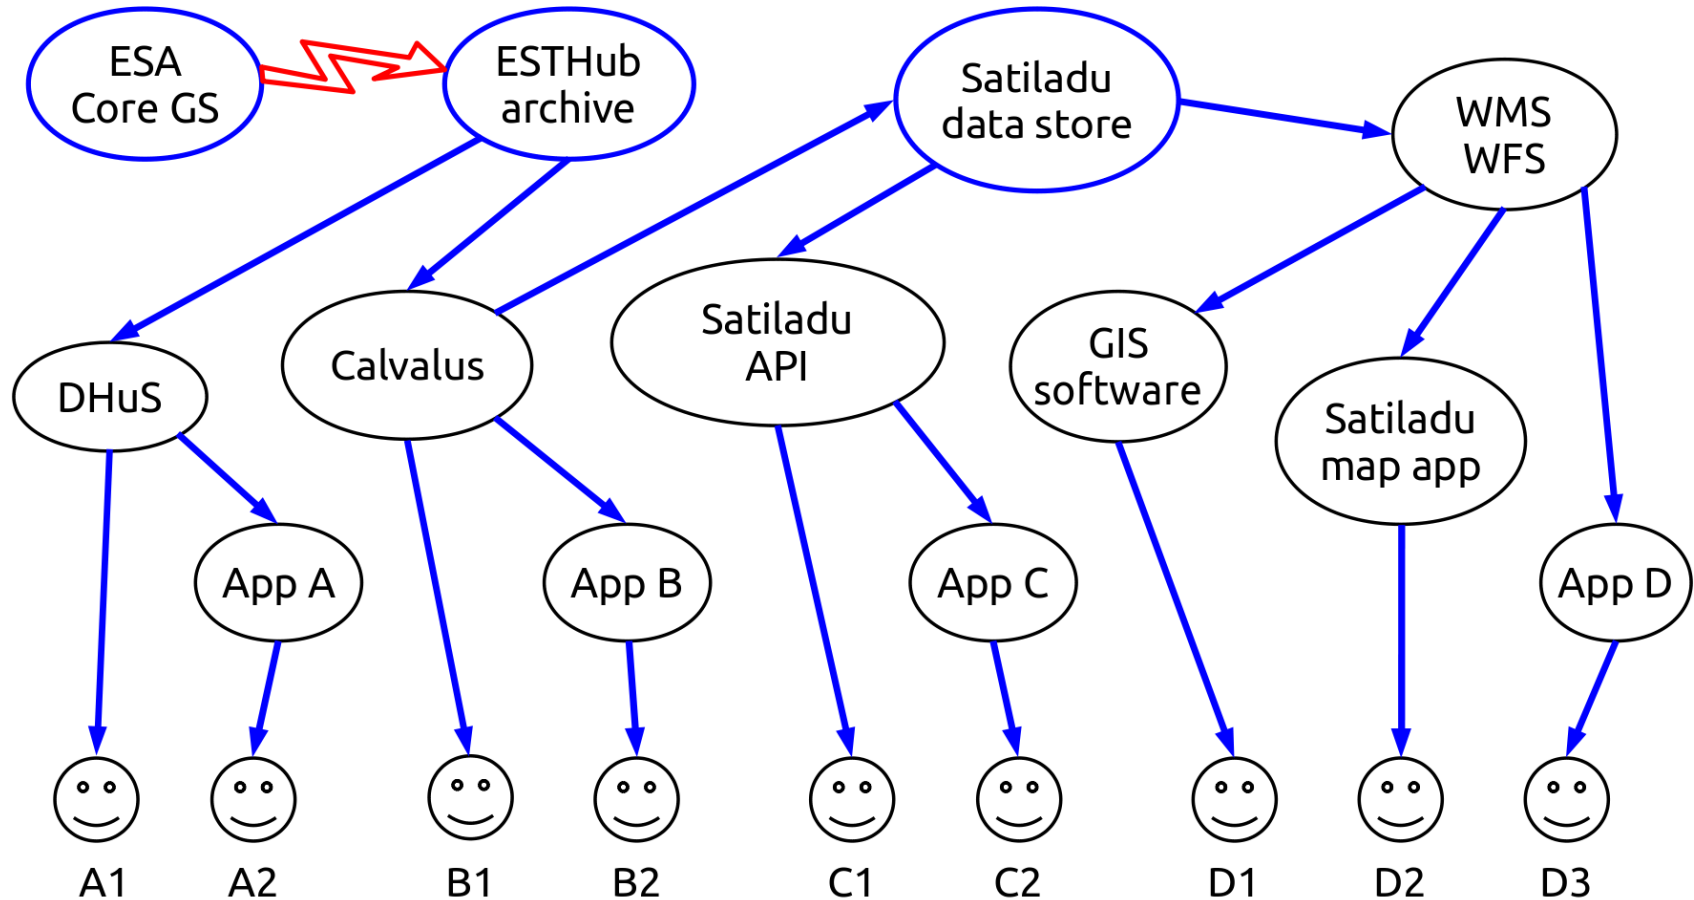 ESA
Core GS
ESTHub
archive
Satiladu
data store
WMS
WFS
DHuS
Calvalus
Satiladu
API
GIS
software
Satiladu
map app
App A
App B
App C
App D
A1
A2
B1
B2
C1
C2
D1
D2
D3